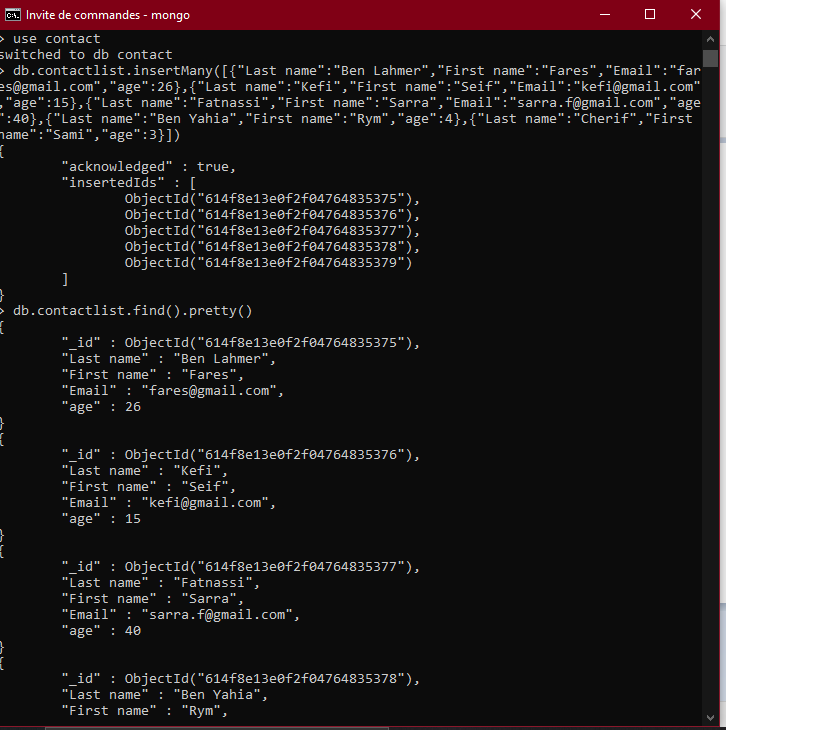 Invite de commandes - mongo
> use contact
switched to db contact
> db.contactlist.insertMany([{"Last name":"Ben Lahmer","First name":"Fares","Email":"far
es@gmail.com","age":26},{"Last name":"Kefi","First name":"Seif","Email":"kefi@gmail.com"
,"age":15},{"Last name":"Fatnassi","First name":"Sarra","Email":"sarra.f@gmail.com","age
":40},{"Last name":"Ben Yahia","First name":"Rym","age":4},{"Last name":"Cherif","First 
name":"Sami","age":3}])
{
        "acknowledged" : true,
        "insertedIds" : [
                ObjectId("614f8e13e0f2f04764835375"),
                ObjectId("614f8e13e0f2f04764835376"),
                ObjectId("614f8e13e0f2f04764835377"),
                ObjectId("614f8e13e0f2f04764835378"),
                ObjectId("614f8e13e0f2f04764835379")
        ]
}
> db.contactlist.find().pretty()
{
        "_id" : ObjectId("614f8e13e0f2f04764835375"),
        "Last name" : "Ben Lahmer",
        "First name" : "Fares",
        "Email" : "fares@gmail.com",
        "age" : 26
}
{
        "_id" : ObjectId("614f8e13e0f2f04764835376"),
        "Last name" : "Kefi",
        "First name" : "Seif",
        "Email" : "kefi@gmail.com",
        "age" : 15
}
{
        "_id" : ObjectId("614f8e13e0f2f04764835377"),
        "Last name" : "Fatnassi",
        "First name" : "Sarra",
        "Email" : "sarra.f@gmail.com",
        "age" : 40
}
{
        "_id" : ObjectId("614f8e13e0f2f04764835378"),
        "Last name" : "Ben Yahia",
        "First name" : "Rym",